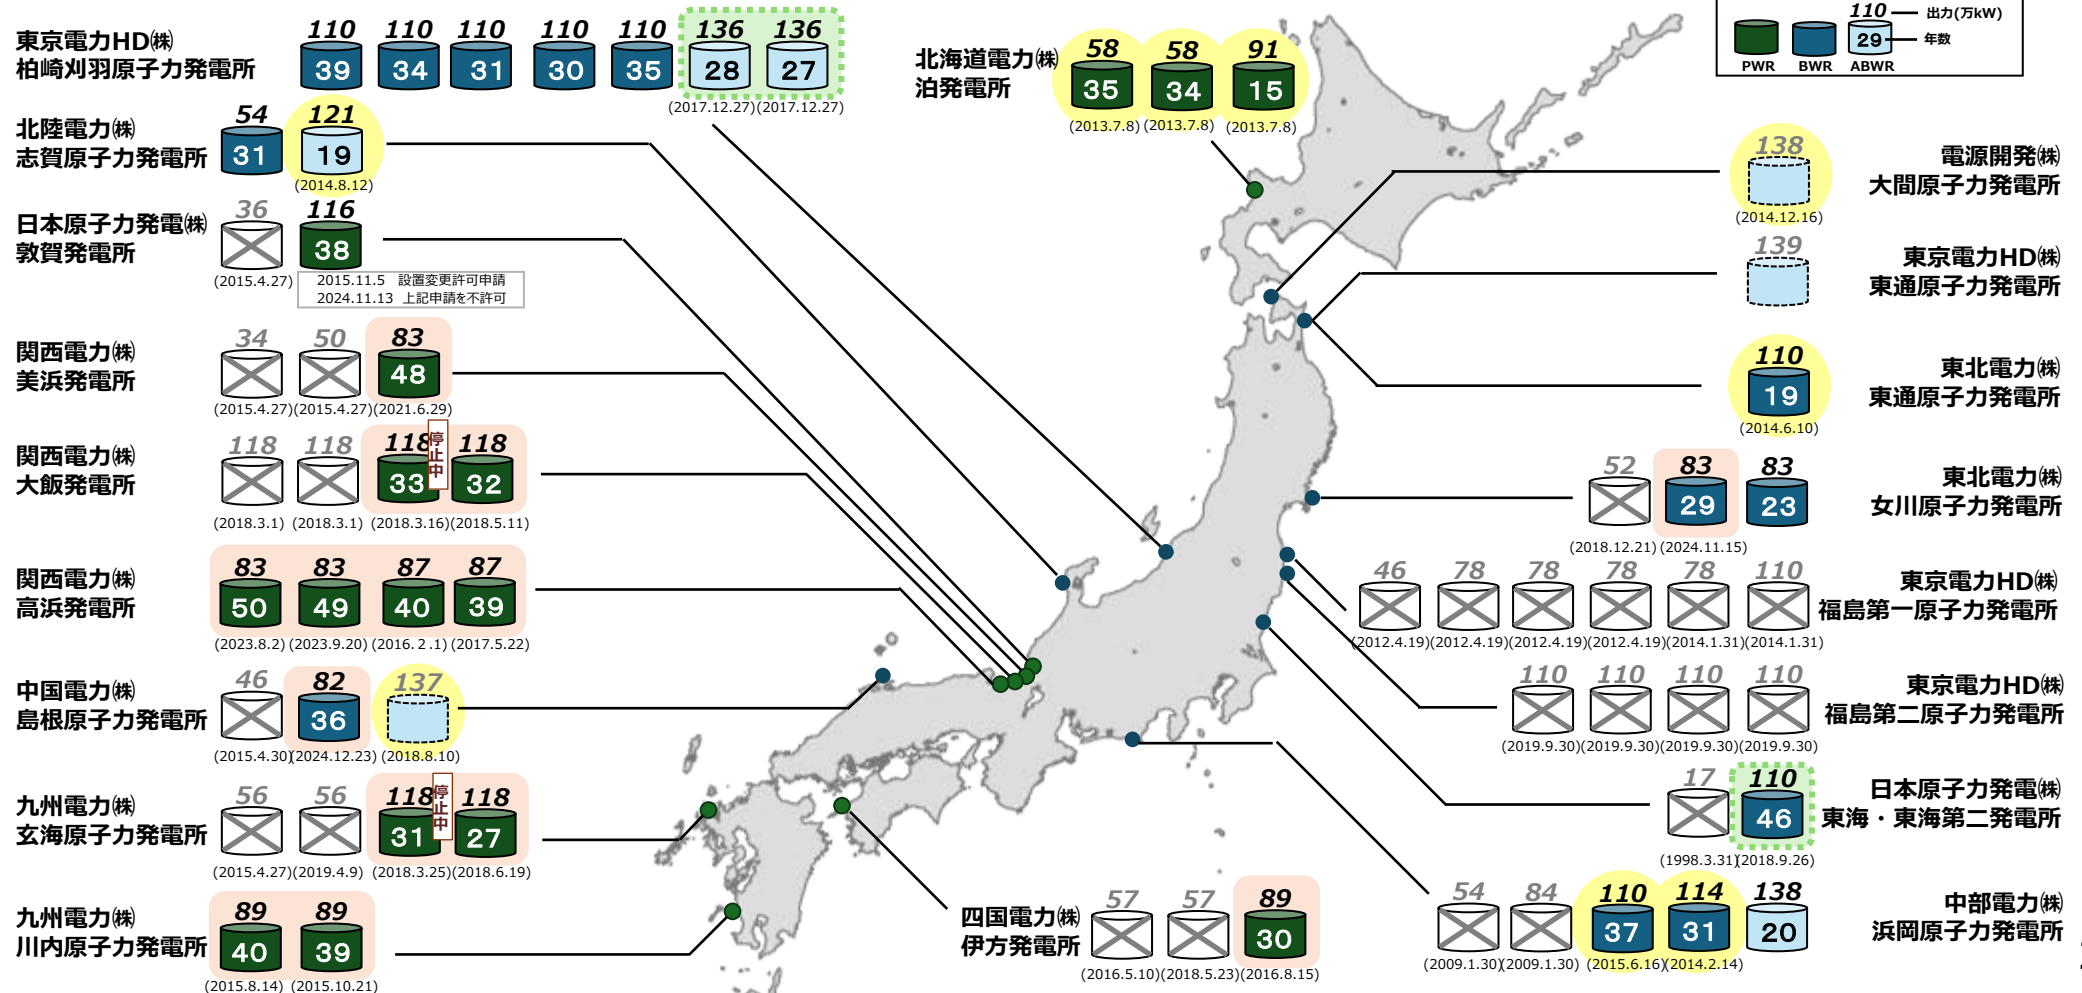 東京電力HD㈱
柏崎刈羽原子力発電所
110 110 110 110 110 136 136
39 34 31 30 35 28 27
(2017.12.27)(2017.12.27)
北陸電力㈱
志賀原子力発電所
54 121
31 19
(2014.8.12)
日本原子力発電㈱
敦賀発電所
36 116
38
(2015.4.27)
2015.11.5 設置変更許可申請
2024.11.13 上記申請を不許可
関西電力㈱
美浜発電所
34 50 83
48
(2015.4.27)(2015.4.27)(2021.6.29)
関西電力㈱
大飯発電所
118 118 118 118
停止中
33 32
(2018.3.1) (2018.3.1) (2018.3.16)(2018.5.11)
関西電力㈱
高浜発電所
83 83 87 87
50 49 40 39
(2023.8.2)(2023.9.20) (2016.２.1)(2017.5.22)
中国電力㈱
島根原子力発電所
46 82 137
36
(2015.4.30)(2024.12.23) (2018.8.10)
九州電力㈱
玄海原子力発電所
56 56 118 118
停止中
31 27
(2015.4.27)(2019.4.9) (2018.3.25)(2018.6.19)
九州電力㈱
川内原子力発電所
89 89
40 39
(2015.8.14) (2015.10.21)
北海道電力㈱
泊発電所
58 58 91
35 34 15
(2013.7.8) (2013.7.8) (2013.7.8)
110 出力(万kW)
29 年数
PWR BWR ABWR
138
(2014.12.16)
電源開発㈱
大間原子力発電所
139
東京電力HD㈱
東通原子力発電所
110
19
(2014.6.10)
東北電力㈱
東通原子力発電所
52 83 83
29 23
(2018.12.21) (2024.11.15)
東北電力㈱
女川原子力発電所
46 78 78 78 78 110
(2012.4.19)(2012.4.19)(2012.4.19)(2012.4.19)(2014.1.31)(2014.1.31)
東京電力HD㈱
福島第一原子力発電所
110 110 110 110
(2019.9.30)(2019.9.30)(2019.9.30)(2019.9.30)
東京電力HD㈱
福島第二原子力発電所
17 110
46
(1998.3.31)(2018.9.26)
日本原子力発電㈱
東海・東海第二発電所
54 84 110 114 138
37 31 20
(2009.1.30)(2009.1.30) (2015.6.16)(2014.2.14)
中部電力㈱
浜岡原子力発電所
四国電力㈱
伊方発電所
57 57 89
30
(2016.5.10) (2018.5.23) (2016.8.15)